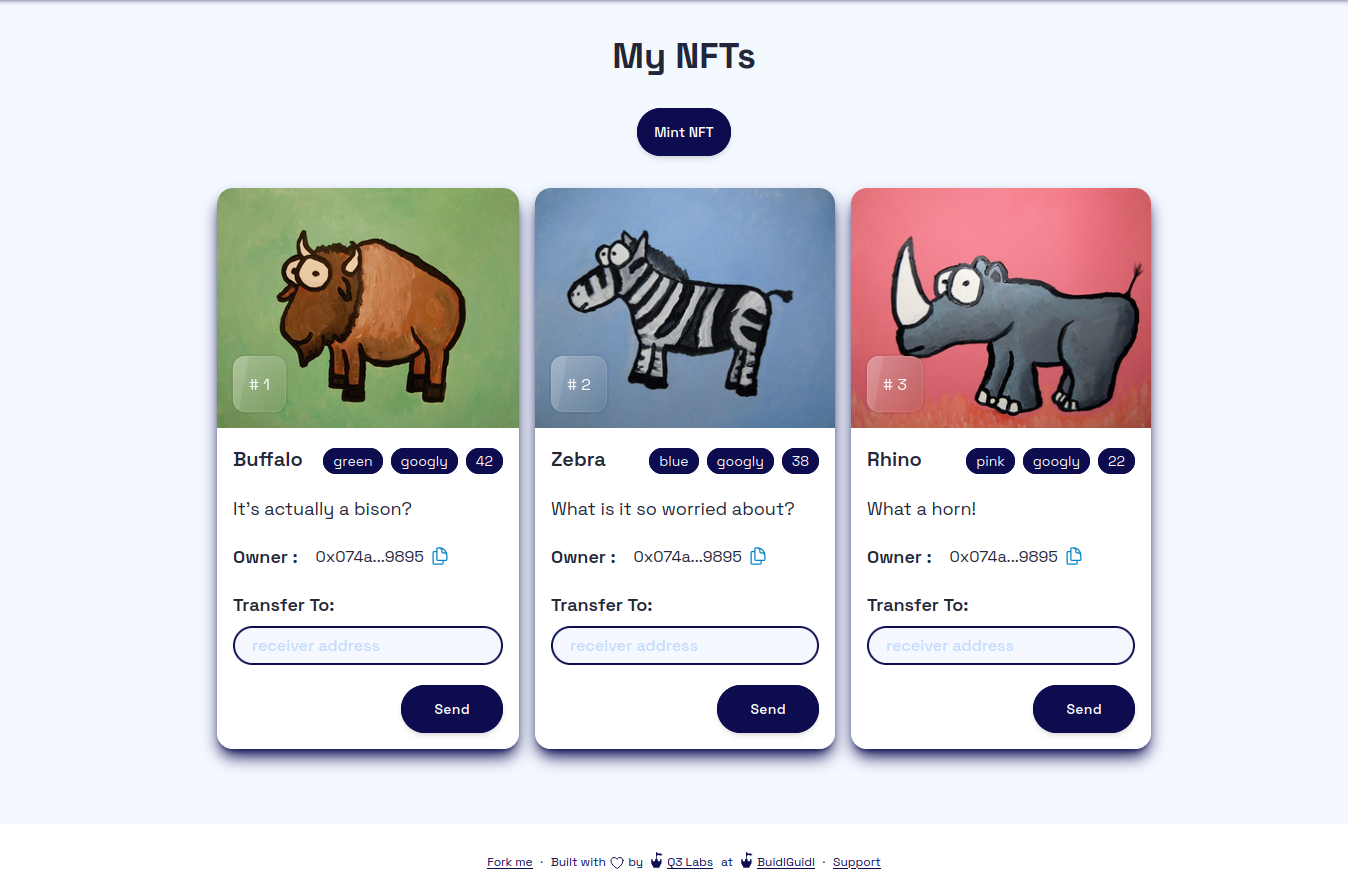 My NFTs
Mint NFT
# 1
# 2
# 3
Buffalo green googly 42
Zebra blue googly 38
Rhino pink googly 22
It's actually a bison?
What is it so worried about?
What a horn!
Owner : 0x074a...9895
Owner : 0x074a...9895
Owner : 0x074a...9895
Transfer To:
Transfer To:
Transfer To:
receiver address
receiver address
receiver address
Send
Send
Send
Fork me · Built with by Q3 Labs at BuidlGuidl · Support